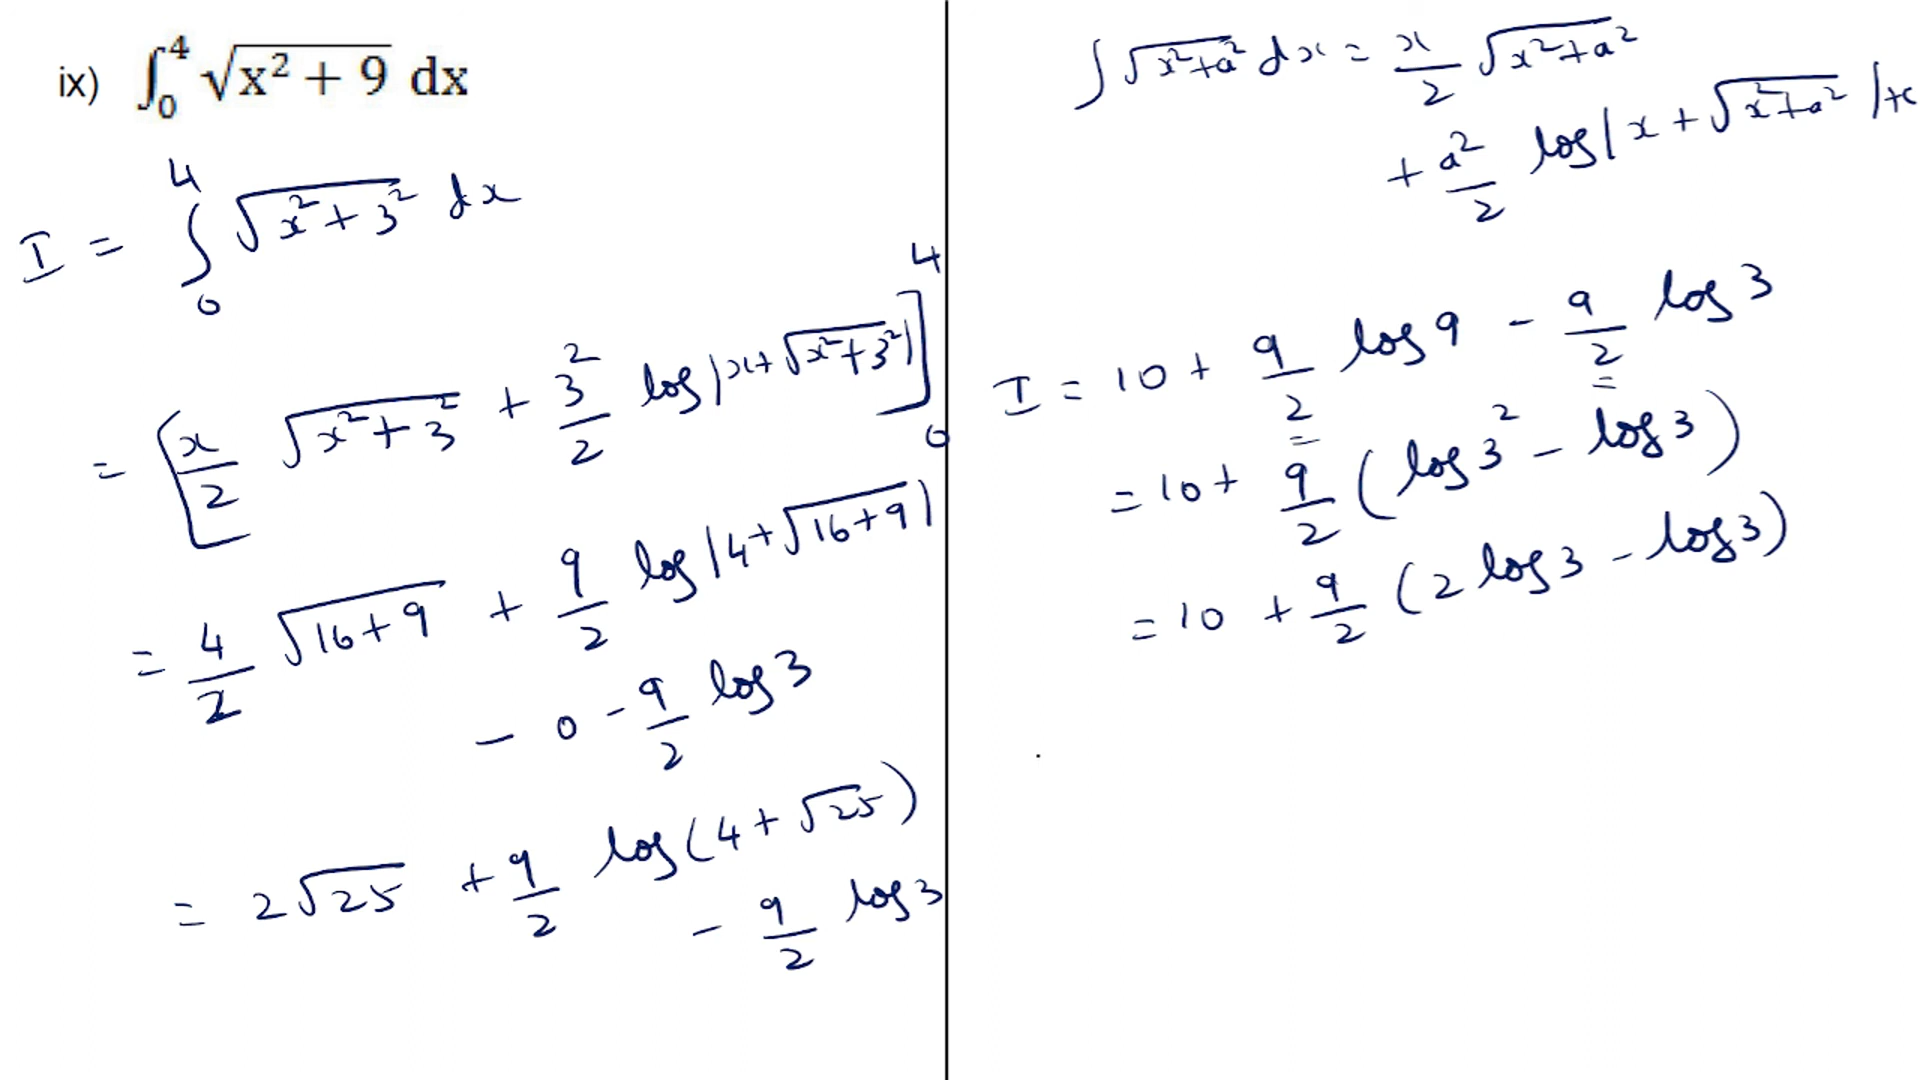 ix) ∫₀⁴ √(x² + 9) dx
I = ∫₀⁴ √(x² + 3²) dx
= [x/2 √(x² + 3²) + 3²/2 log|x + √(x² + 3²)|]₀⁴
= 4/2 √(16+9) + 9/2 log|4 + √(16+9)|
- 0 - 9/2 log 3
= 2√25 + 9/2 log(4 + √25)
- 9/2 log 3
∫ √(x² + a²) dx = x/2 √(x² + a²)
+ a²/2 log|x + √(x² + a²)| + c
I = 10 + 9/2 log 9 - 9/2 log 3
= 10 + 9/2 (log 3² - log 3)
= 10 + 9/2 (2 log 3 - log 3)